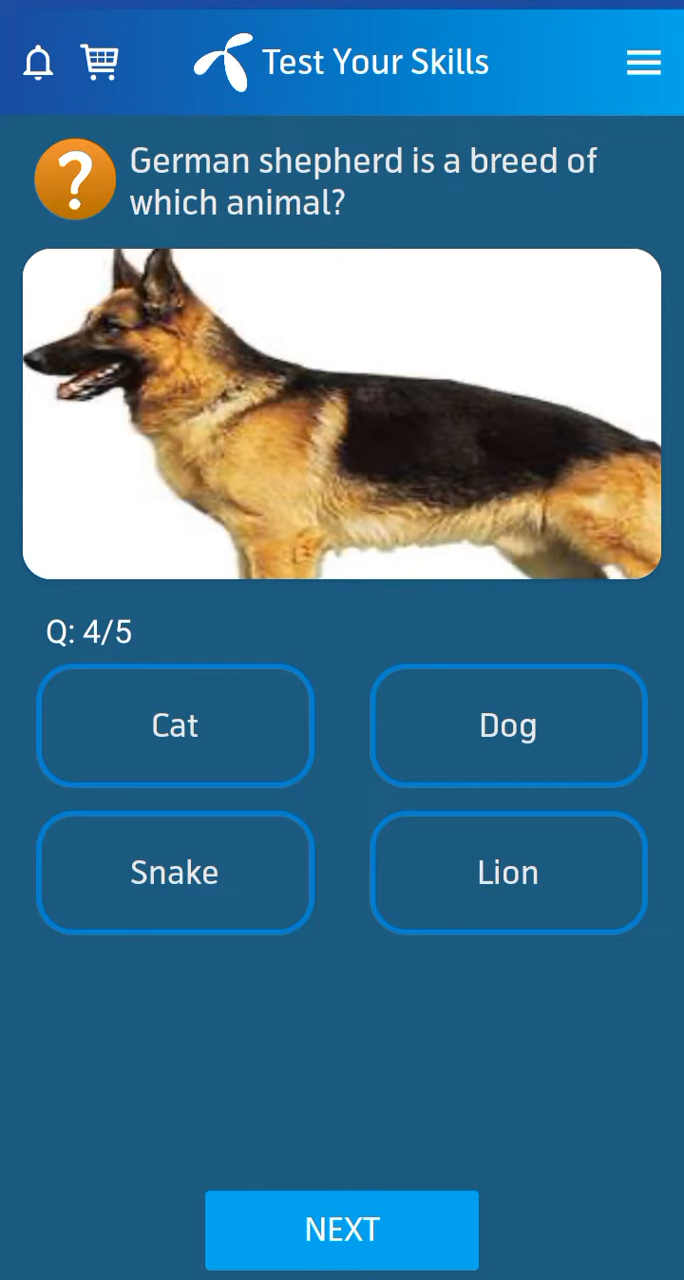 Test Your Skills
?
German shepherd is a breed of
which animal?
Q: 4/5
Cat
Dog
Snake
Lion
NEXT